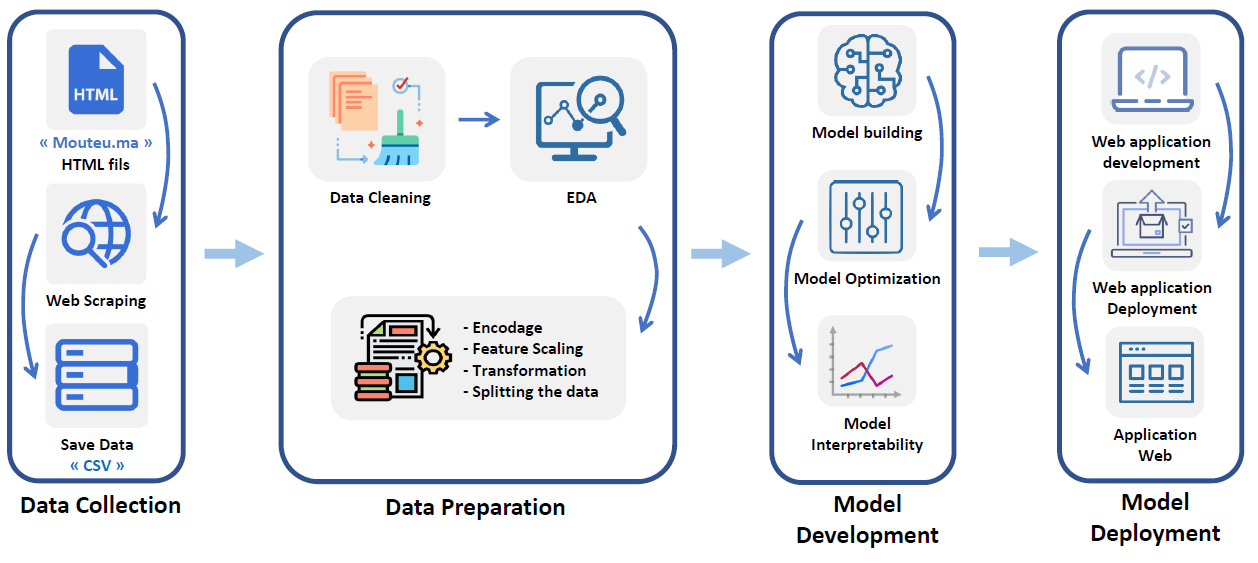 HTML
« Mouteu.ma »
HTML fils
Web Scraping
Save Data
« CSV »
Data Collection
Data Cleaning
EDA
- Encodage
- Feature Scaling
- Transformation
- Splitting the data
Data Preparation
Model building
Model Optimization
Model
Interpretability
Model
Development
</>
Web application
development
Web application
Deployment
Application
Web
Model
Deployment